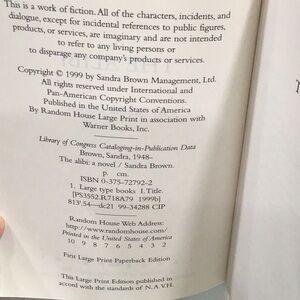 This is a work of fiction. All of the characters, incidents, and
dialogue, except for incidental references to public figures,
products, or services, are imaginary and are not intended
to refer to any living persons or
to disparage any company's products or services.
Copyright © 1999 by Sandra Brown Management, Ltd.
All rights reserved under International and
Pan-American Copyright Conventions.
Published in the United States of America
By Random House Large Print in association with
Warner Books, Inc.
Library of Congress Cataloging-in-Publication Data
Brown, Sandra, 1948–
The alibi: a novel / Sandra Brown.
p. cm.
ISBN 0-375-72792-2
1. Large type books I. Title.
[PS3552.R718A79 1999b]
813'.54—dc21 99-34288 CIP
Random House Web Address:
http://www.randomhouse.com/
Printed in the United States of America
10 9 8 7 6 5 4 3 2
First Large Print Paperback Edition
This Large Print Edition published in
accord with the standards of N.A.V.H.